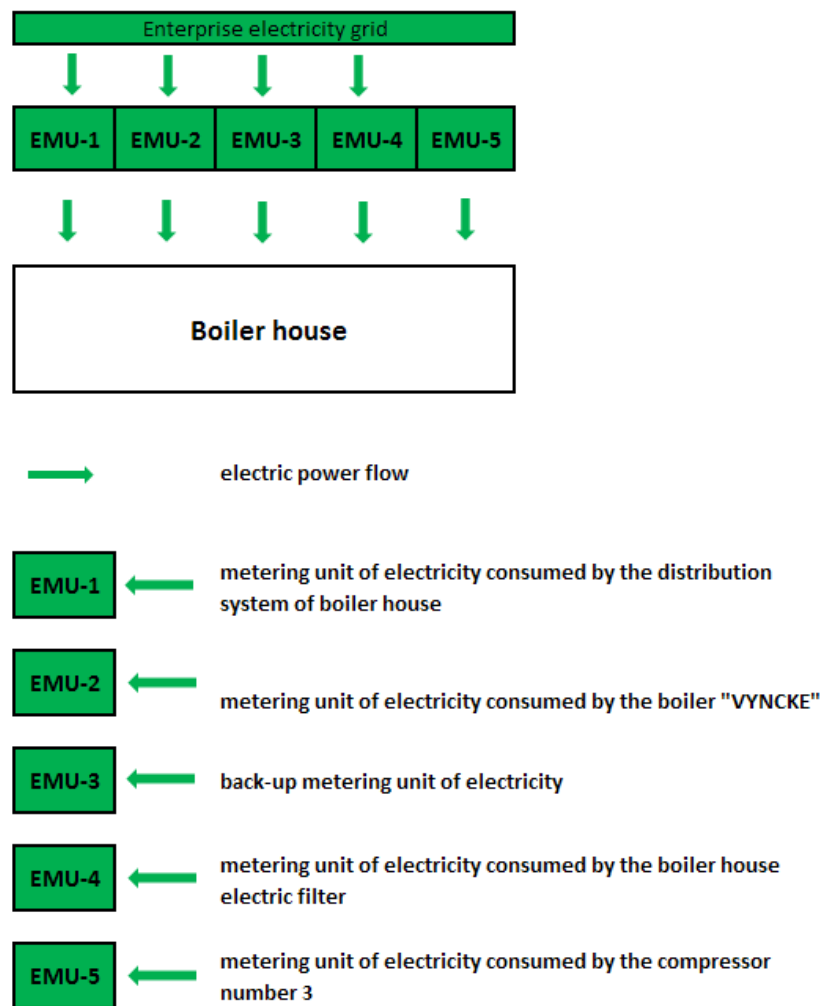 Enterprise electricity grid
EMU-1 EMU-2 EMU-3 EMU-4 EMU-5
Boiler house
electric power flow
EMU-1
metering unit of electricity consumed by the distribution
system of boiler house
EMU-2
metering unit of electricity consumed by the boiler "VYNCKE"
EMU-3
back-up metering unit of electricity
EMU-4
metering unit of electricity consumed by the boiler house
electric filter
EMU-5
metering unit of electricity consumed by the compressor
number 3